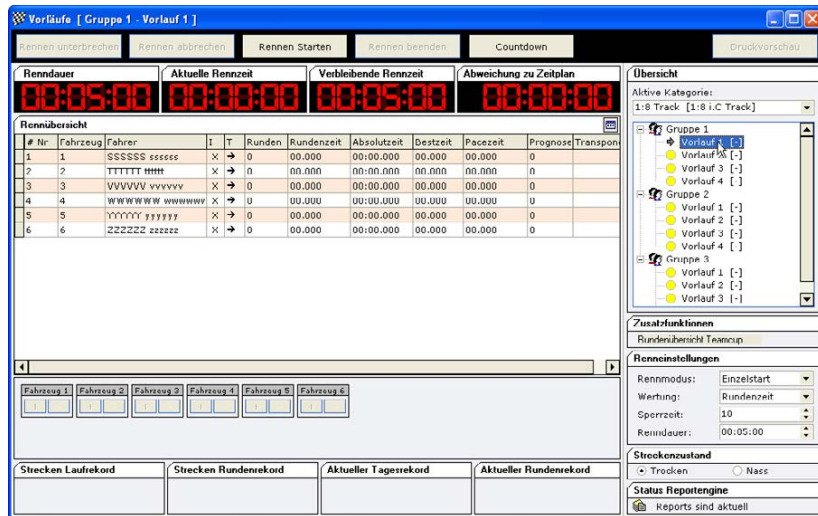 Vorläufe [ Gruppe 1 - Vorlauf 1 ]
Rennen unterbrechen Rennen abbrechen Rennen Starten Rennen beenden Countdown Druckvorschau
Renndauer Aktuelle Rennzeit Verbleibende Rennzeit Abweichung zu Zeitplan
00:05:00 00:00:00 00:05:00 00:00:00
Rennübersicht
# Nr Fahrzeug Fahrer I T Runden Rundenzeit Absolutzeit Bestzeit Pacezeit Prognose Transpon
1 1 SSSSSS ssssss X → 0 00.000 00:00.000 00.000 00.000 0
2 2 TTTTTT tttttt X → 0 00.000 00:00.000 00.000 00.000 0
3 3 VVVVVV vvvvvv X → 0 00.000 00:00.000 00.000 00.000 0
4 4 WWWWWW wwwwww X → 0 00.000 00:00.000 00.000 00.000 0
5 5 YYYYYY yyyyyy X → 0 00.000 00:00.000 00.000 00.000 0
6 6 ZZZZZZ zzzzzz X → 0 00.000 00:00.000 00.000 00.000 0
Fahrzeug 1 Fahrzeug 2 Fahrzeug 3 Fahrzeug 4 Fahrzeug 5 Fahrzeug 6
Strecken Laufrekord Strecken Rundenrekord Aktueller Tagesrekord Aktueller Rundenrekord
Übersicht
Aktive Kategorie:
1:8 Track [1:8 i.C Track]
Gruppe 1
Vorlauf 1 [-]
Vorlauf 2 [-]
Vorlauf 3 [-]
Vorlauf 4 [-]
Gruppe 2
Vorlauf 1 [-]
Vorlauf 2 [-]
Vorlauf 3 [-]
Vorlauf 4 [-]
Gruppe 3
Vorlauf 1 [-]
Vorlauf 2 [-]
Vorlauf 3 [-]
Zusatzfunktionen
Rundenübersicht Teamcup
Renneinstellungen
Rennmodus: Einzelstart
Wertung: Rundenzeit
Sperrzeit: 10
Renndauer: 00:05:00
Streckenzustand
Trocken Nass
Status Reportengine
Reports sind aktuell